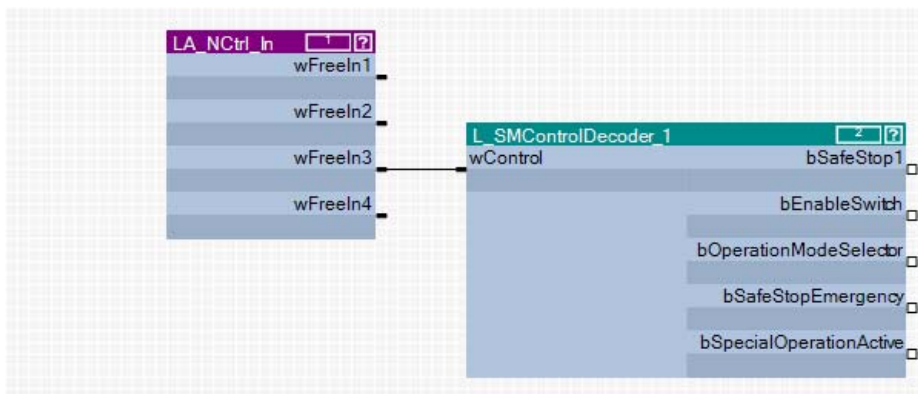 LA_NCtrl_In 1 ?
wFreeIn1
wFreeIn2
wFreeIn3
wFreeIn4
L_SMControlDecoder_1 2 ?
wControl bSafeStop1
bEnableSwitch
bOperationModeSelector
bSafeStopEmergency
bSpecialOperationActive